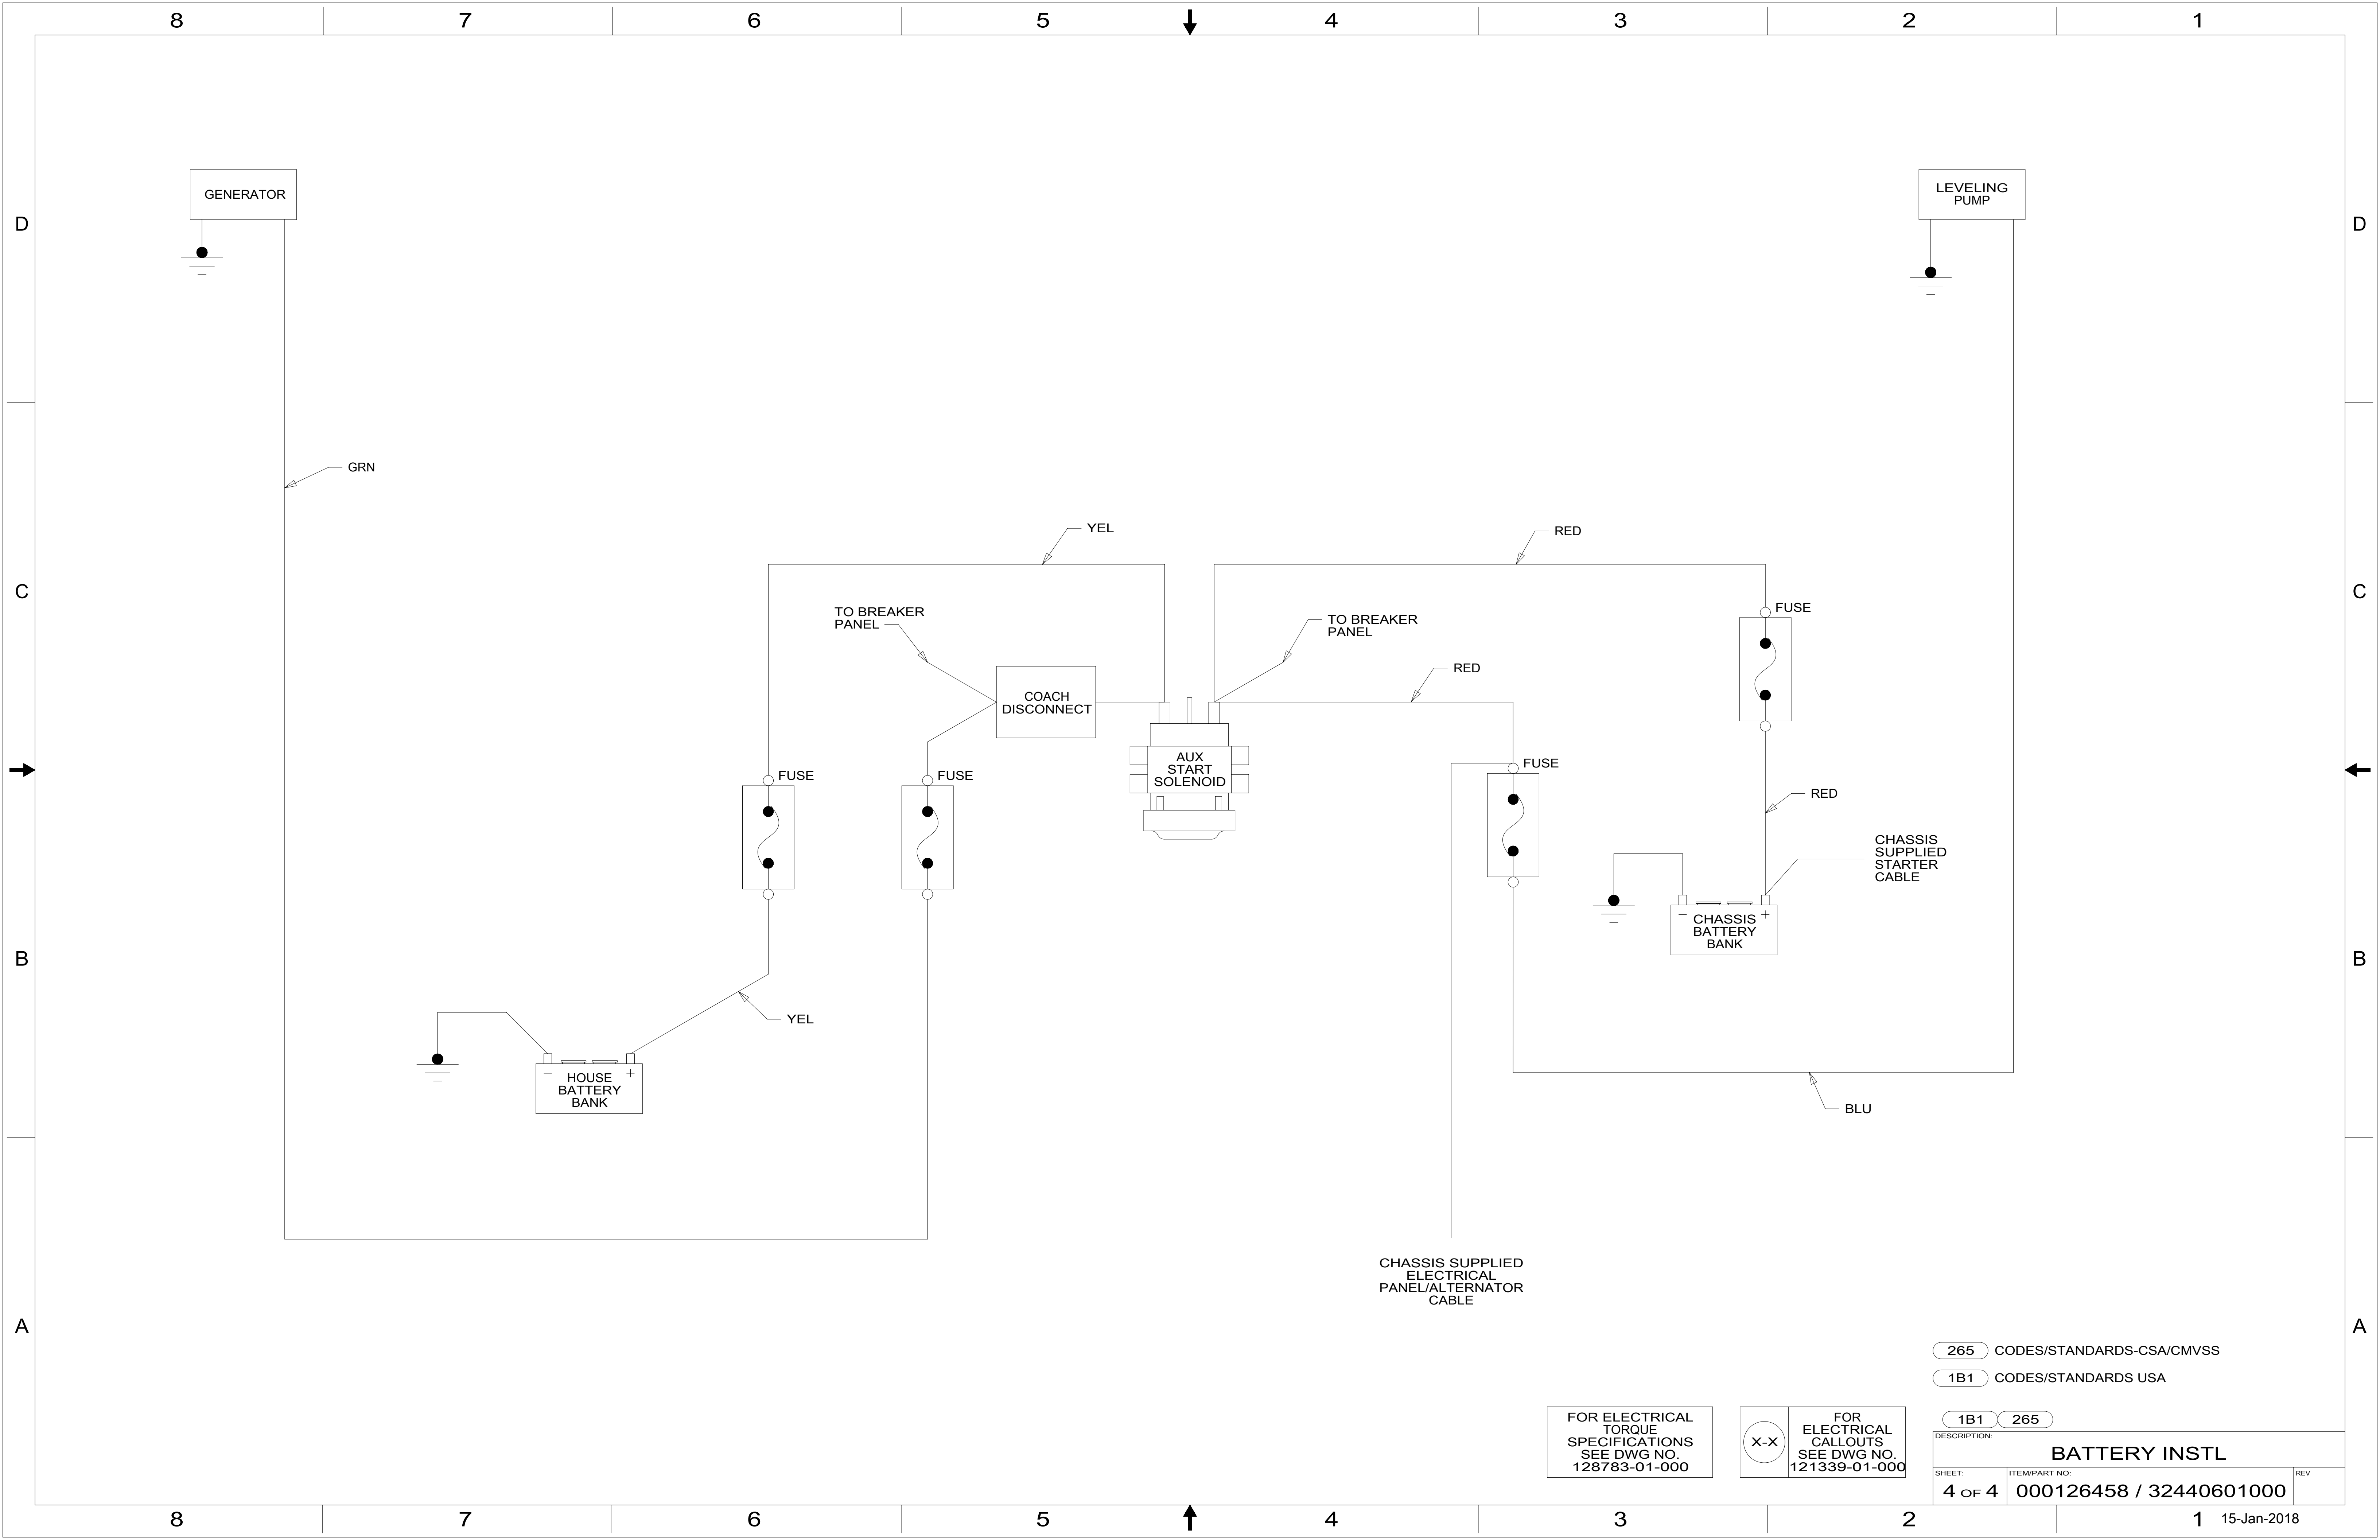 8 7 6 5 4 3 2 1
GENERATOR
LEVELING
PUMP
D D
GRN
YEL
RED
C C
TO BREAKER
PANEL
TO BREAKER
PANEL
FUSE
RED
COACH
DISCONNECT
AUX
START
SOLENOID
FUSE
FUSE
FUSE
RED
CHASSIS
SUPPLIED
STARTER
CABLE
- +
CHASSIS
BATTERY
BANK
B B
YEL
- +
HOUSE
BATTERY
BANK
BLU
CHASSIS SUPPLIED
ELECTRICAL
PANEL/ALTERNATOR
CABLE
A A
265 CODES/STANDARDS-CSA/CMVSS
1B1 CODES/STANDARDS USA
FOR ELECTRICAL
TORQUE
SPECIFICATIONS
SEE DWG NO.
128783-01-000
X-X
FOR
ELECTRICAL
CALLOUTS
SEE DWG NO.
121339-01-000
1B1 265
DESCRIPTION:
BATTERY INSTL
SHEET:
4 OF 4
ITEM/PART NO:
000126458 / 32440601000
REV
8 7 6 5 4 3 2 1
15-Jan-2018